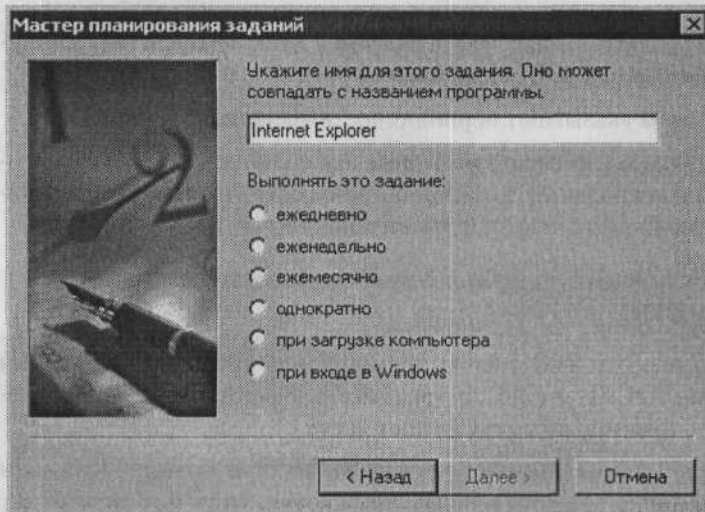 Мастер планирования заданий
Укажите имя для этого задания. Оно может
совпадать с названием программы.
Internet Explorer
Выполнять это задание:
ежедневно
еженедельно
ежемесячно
однократно
при загрузке компьютера
при входе в Windows
< Назад
Далее >
Отмена